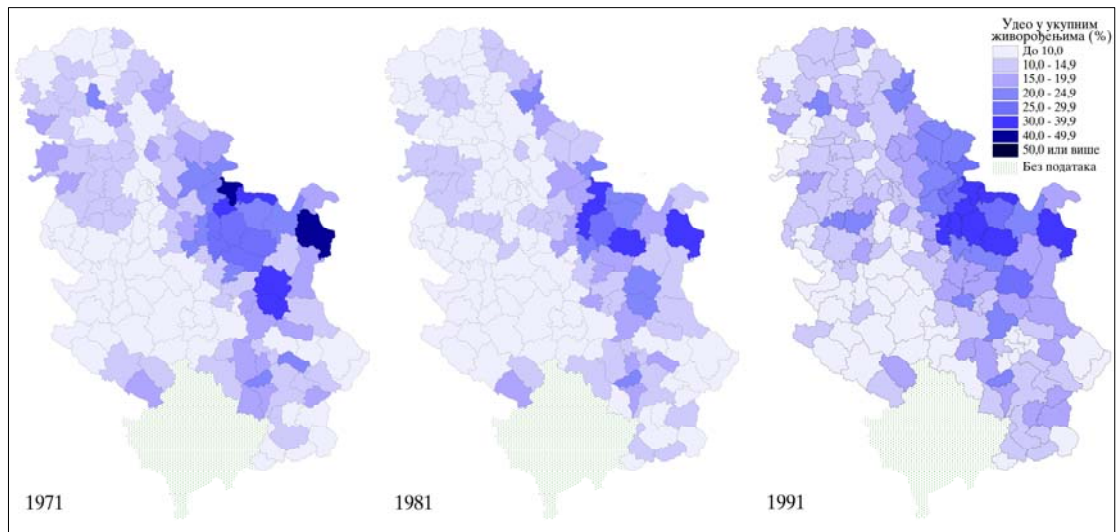 Удео у укупним
живорођењима (%)
До 10,0
10,0 - 14,9
15,0 - 19,9
20,0 - 24,9
25,0 - 29,9
30,0 - 39,9
40,0 - 49,9
50,0 или више
Без података
1971
1981
1991